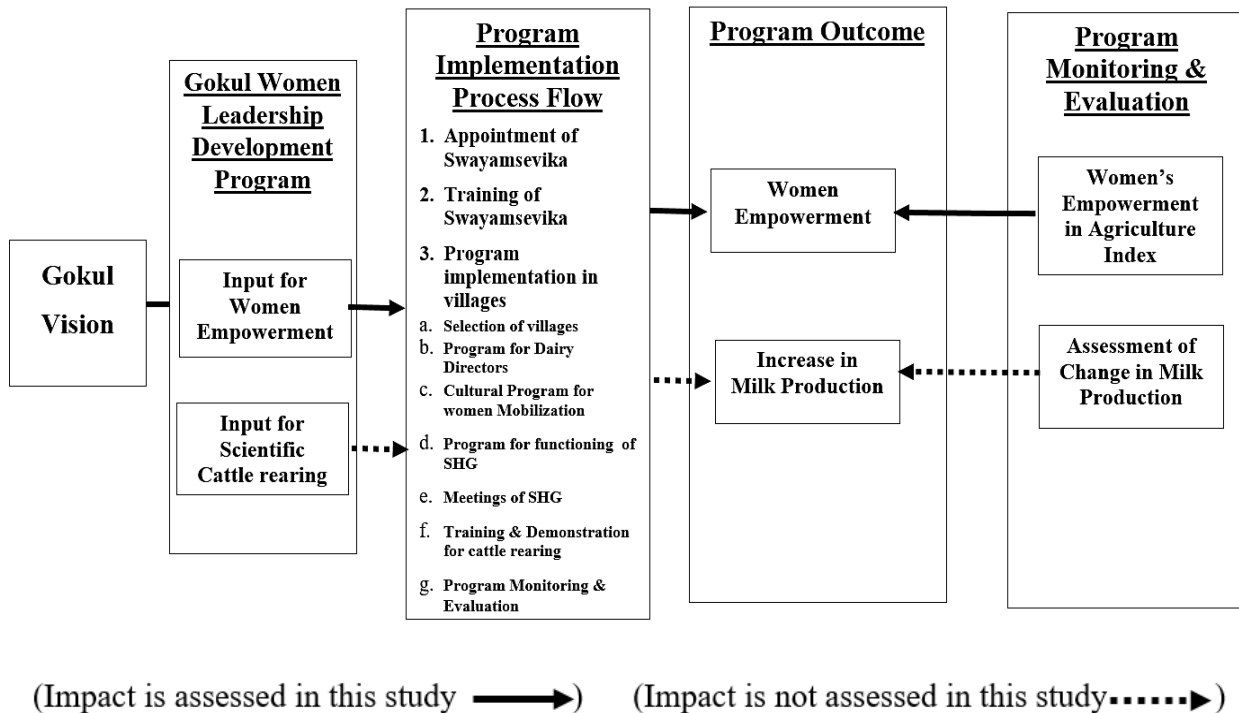 Gokul
Vision
Gokul Women
Leadership
Development
Program
Input for
Women
Empowerment
Input for
Scientific
Cattle rearing
Program
Implementation
Process Flow
1. Appointment of
Swayamsevika
2. Training of
Swayamsevika
3. Program
implementation in
villages
a. Selection of villages
b. Program for Dairy
Directors
c. Cultural Program for
women Mobilization
d. Program for functioning of
SHG
e. Meetings of SHG
f. Training & Demonstration
for cattle rearing
g. Program Monitoring &
Evaluation
Program Outcome
Women
Empowerment
Increase in
Milk Production
Program
Monitoring &
Evaluation
Women's
Empowerment
in Agriculture
Index
Assessment of
Change in Milk
Production
(Impact is assessed in this study )
(Impact is not assessed in this study )